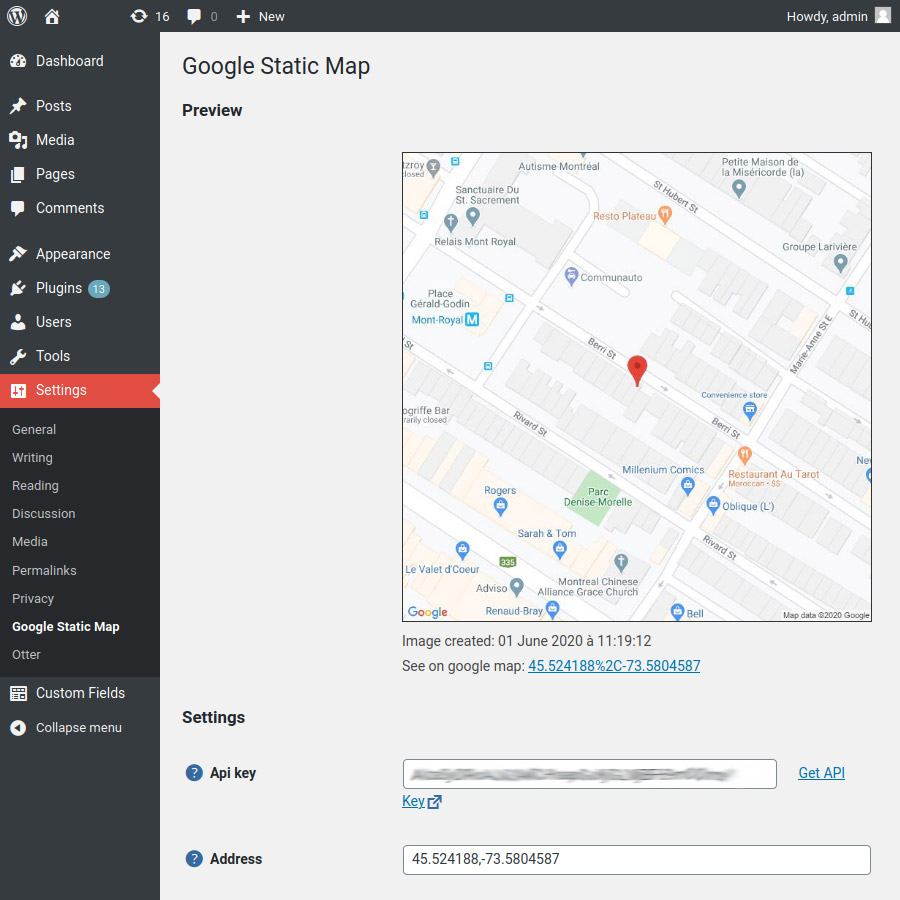 16
0
New
Howdy, admin
Dashboard
Posts
Media
Pages
Comments
Appearance
Plugins 13
Users
Tools
Settings
General
Writing
Reading
Discussion
Media
Permalinks
Privacy
Google Static Map
Otter
Custom Fields
Collapse menu
Google Static Map
Preview
Autisme Montréal
Petite Maison de
la Miséricorde (la)
Sanctuaire Du
St. Sacrement
St Hubert St
Resto Plateau
Relais Mont Royal
Groupe Larivière
Communauto
Place
Gérald-Godin
Mont-Royal M
Marie-Anne St E
Berri St
Convenience store
Rivard St
Berri St
Millenium Comics
Restaurant Au Tarot
Moroccan • $$
Rogers
Parc
Denise-Morelle
Oblique (L')
Sarah & Tom
Rivard St
335
Le Valet d'Coeur
Adviso
Montreal Chinese
Alliance Grace Church
Renaud-Bray
Bell
Google
Map data ©2020 Google
Image created: 01 June 2020 à 11:19:12
See on google map: 45.524188%2C-73.5804587
Settings
? Api key
Get API
Key
? Address
45.524188,-73.5804587